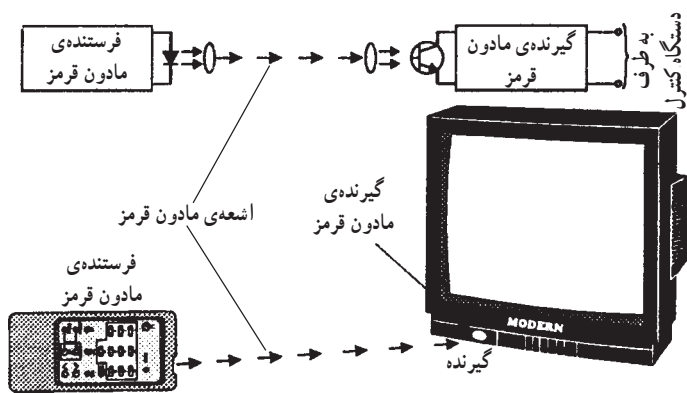 فرستنده‌ی
مادون قرمز
گیرنده‌ی مادون
قرمز
به طرف
دستگاه کنترل
گیرنده‌ی
مادون قرمز
اشعه‌ی مادون قرمز
فرستنده‌ی
مادون قرمز
MODERN
گیرنده